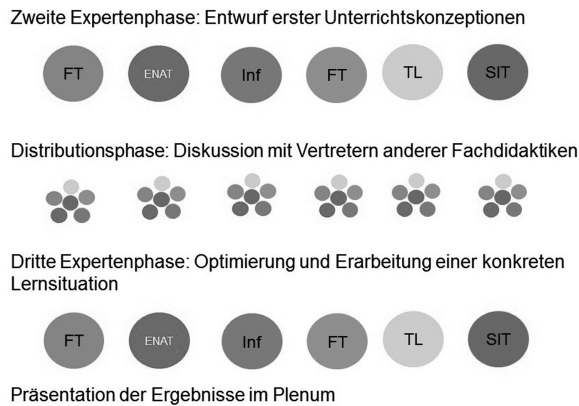 Zweite Expertenphase: Entwurf erster Unterrichtskonzeptionen
FT ENAT Inf FT TL SIT
Distributionsphase: Diskussion mit Vertretern anderer Fachdidaktiken
Dritte Expertenphase: Optimierung und Erarbeitung einer konkreten
Lernsituation
FT ENAT Inf FT TL SIT
Präsentation der Ergebnisse im Plenum